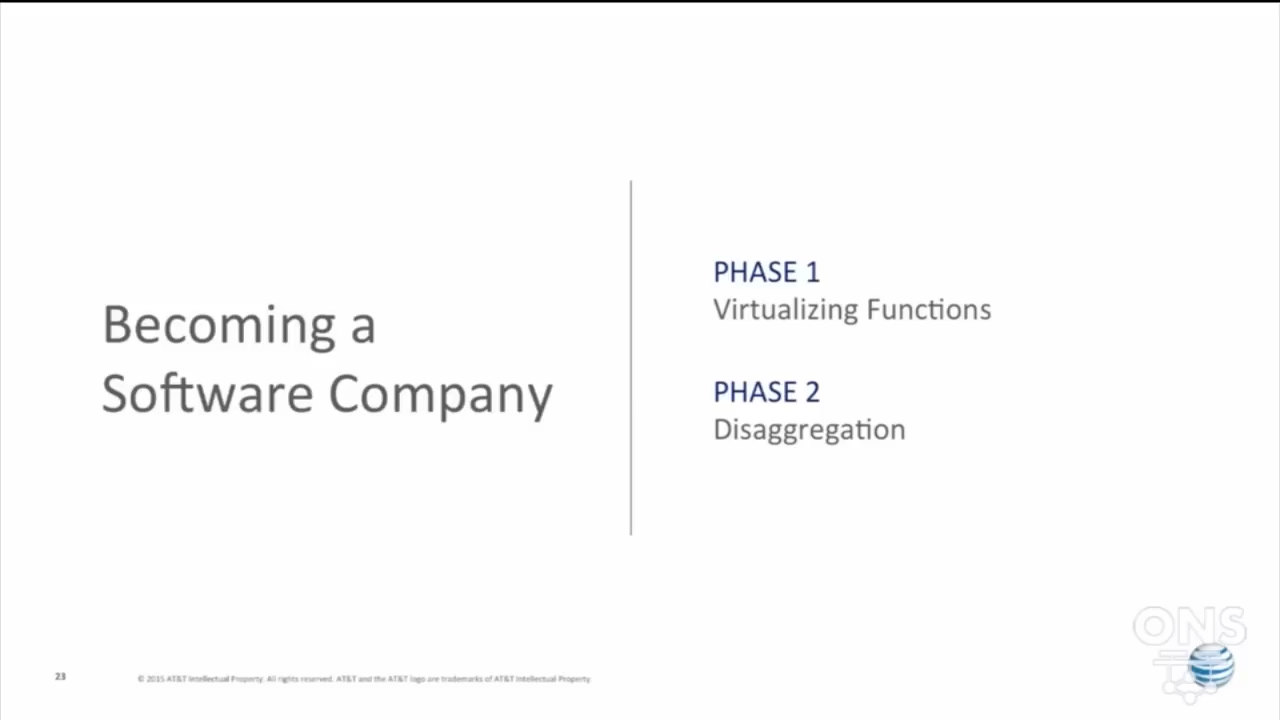 Becoming a
Software Company
PHASE 1
Virtualizing Functions
PHASE 2
Disaggregation
23
© 2015 AT&T Intellectual Property. All rights reserved. AT&T and the AT&T logo are trademarks of AT&T Intellectual Property.
ONS